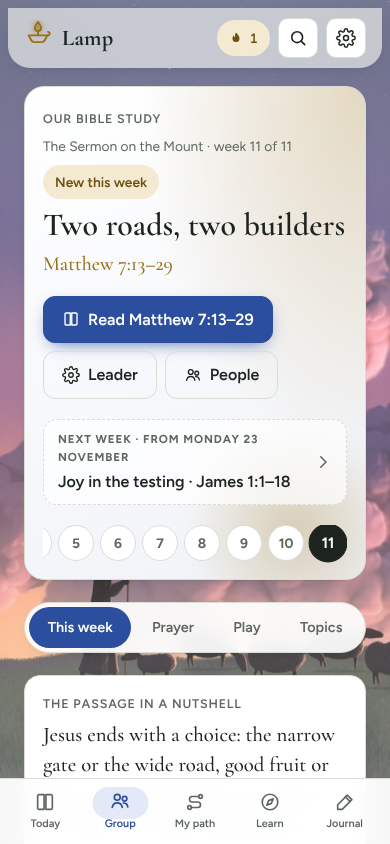 Lamp
1
OUR BIBLE STUDY
The Sermon on the Mount · week 11 of 11
New this week
Two roads, two builders
Matthew 7:13–29
Read Matthew 7:13–29
Leader
People
NEXT WEEK · FROM MONDAY 23
NOVEMBER
Joy in the testing · James 1:1–18
5 6 7 8 9 10 11
This week Prayer Play Topics
THE PASSAGE IN A NUTSHELL
Jesus ends with a choice: the narrow
gate or the wide road, good fruit or
Today Group My path Learn Journal